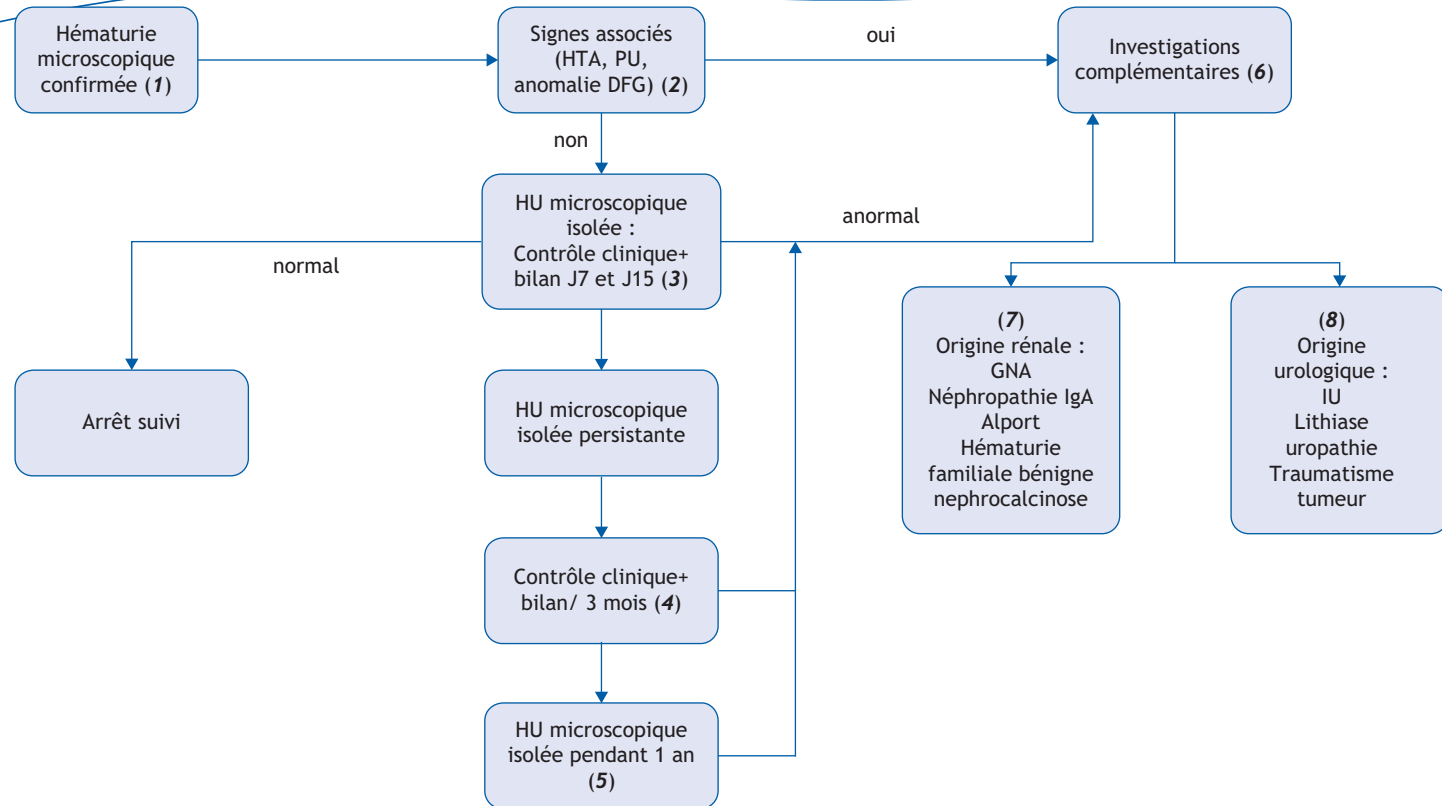 Hématurie
microscopique
confirmée (1)
Signes associés
(HTA, PU,
anomalie DFG) (2)
oui
Investigations
complémentaires (6)
non
HU microscopique
isolée :
Contrôle clinique+
bilan J7 et J15 (3)
anormal
normal
Arrêt suivi
HU microscopique
isolée persistante
(7)
Origine rénale :
GNA
Néphropathie IgA
Alport
Hématurie
familiale bénigne
nephrocalcinose
(8)
Origine
urologique :
IU
Lithiase
uropathie
Traumatisme
tumeur
Contrôle clinique+
bilan/ 3 mois (4)
HU microscopique
isolée pendant 1 an
(5)